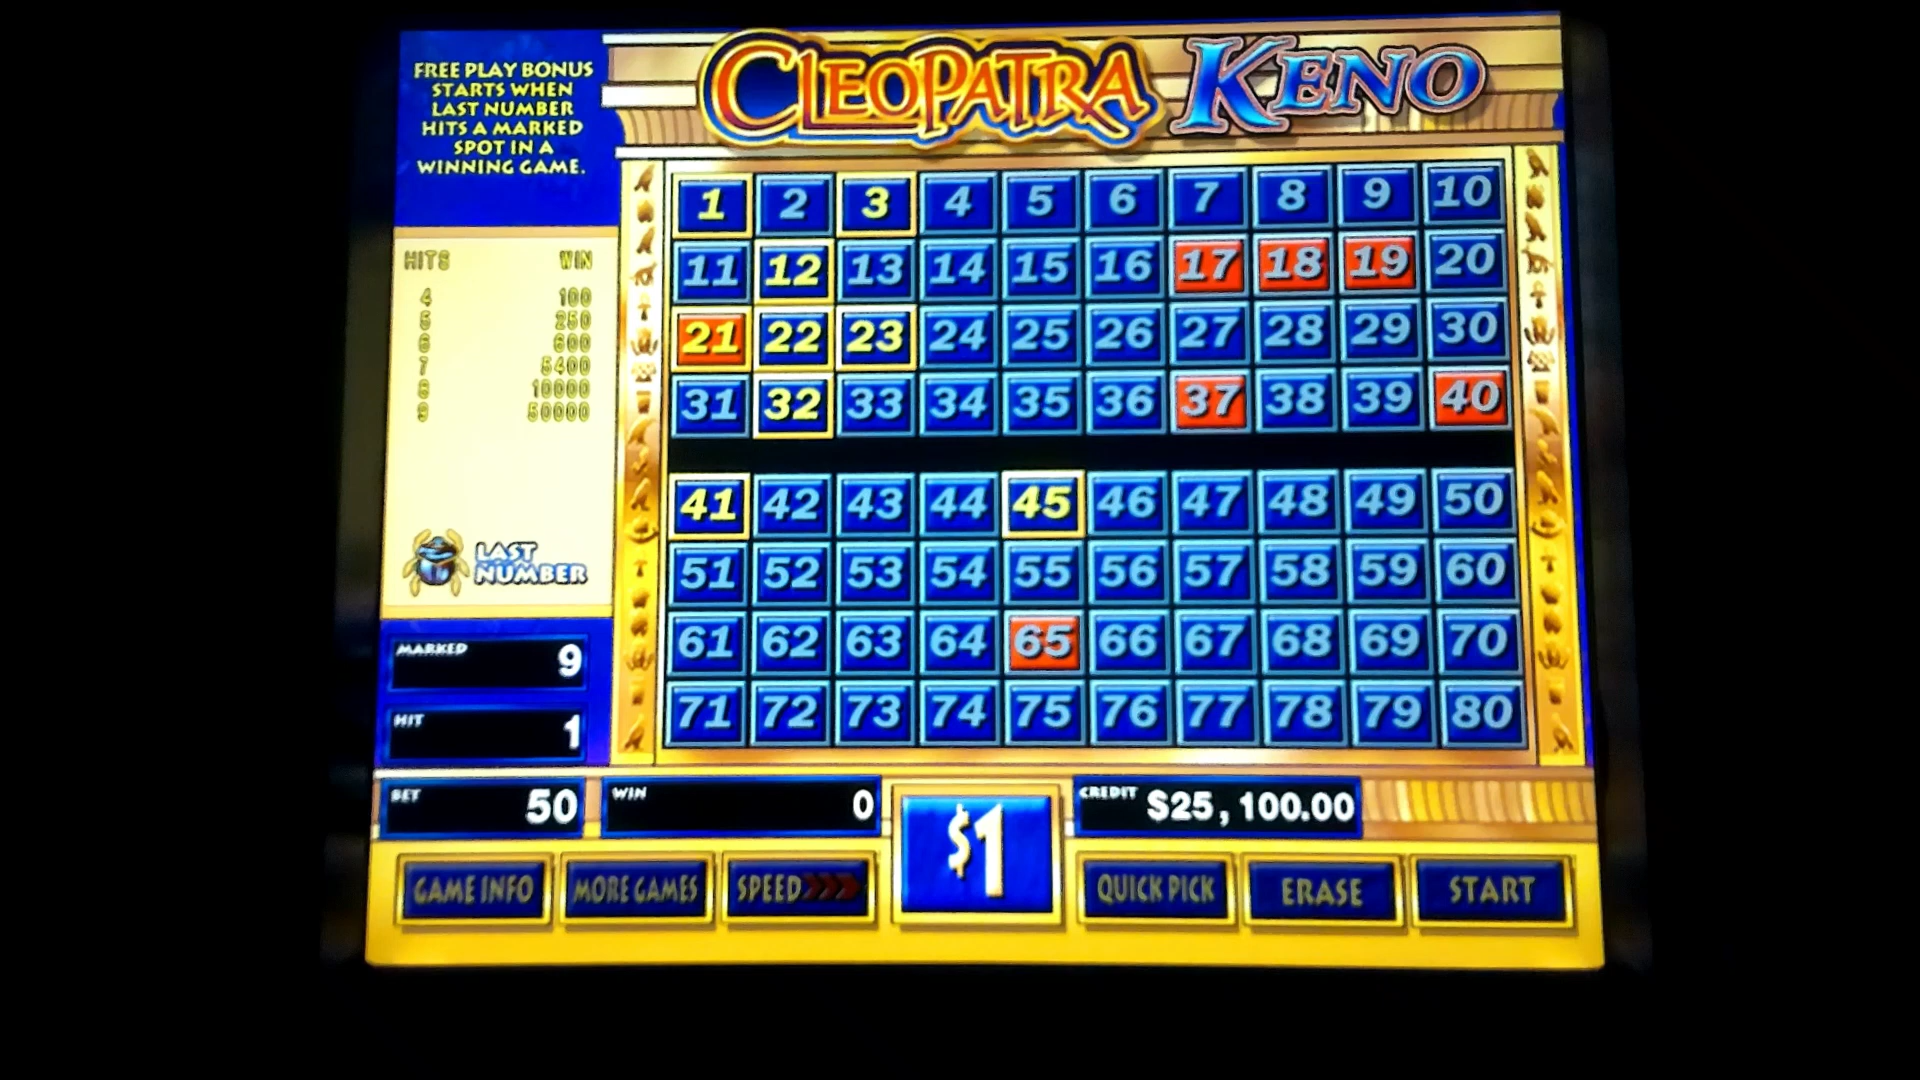 FREE PLAY BONUS
STARTS WHEN
LAST NUMBER
HITS A MARKED
SPOT IN A
WINNING GAME.
CLEOPATRA KENO
HITS WIN
4 100
5 250
6 600
7 5400
8 10000
9 50000
LAST
NUMBER
MARKED 9
HIT 1
1 2 3 4 5 6 7 8 9 10
11 12 13 14 15 16 17 18 19 20
21 22 23 24 25 26 27 28 29 30
31 32 33 34 35 36 37 38 39 40
41 42 43 44 45 46 47 48 49 50
51 52 53 54 55 56 57 58 59 60
61 62 63 64 65 66 67 68 69 70
71 72 73 74 75 76 77 78 79 80
BET 50 WIN 0 $1 CREDIT $25,100.00
GAME INFO MORE GAMES SPEED QUICK PICK ERASE START